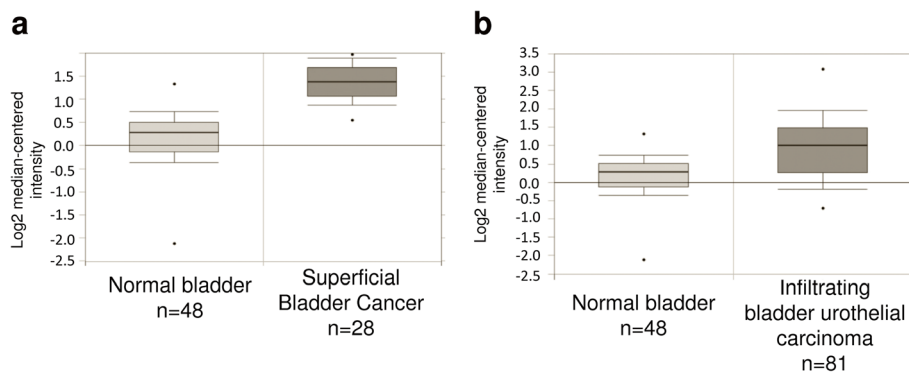 a
Log2 median-centered
intensity
1.5
1.0
0.5
0.0
-0.5
-1.0
-1.5
-2.0
-2.5
Normal bladder
n=48
Superficial
Bladder Cancer
n=28
b
Log2 median-centered
intensity
3.5
3.0
2.5
2.0
1.5
1.0
0.5
0.0
-0.5
-1.0
-1.5
-2.0
-2.5
Normal bladder
n=48
Infiltrating
bladder urothelial
carcinoma
n=81